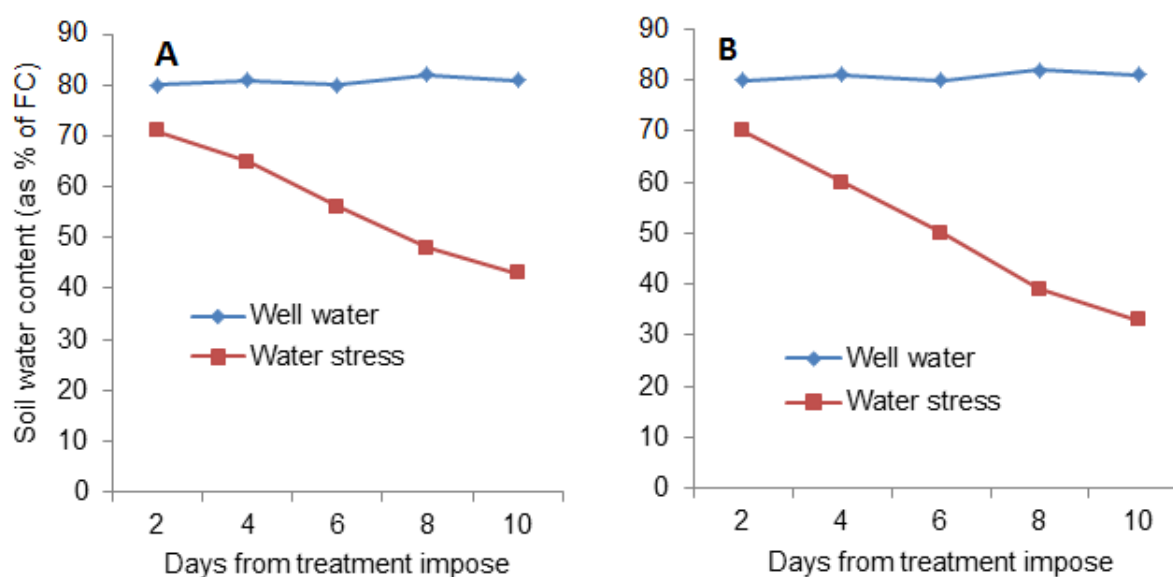 A
Soil water content (as % of FC)
90
80
70
60
50
40
30
20
10
0
Well water
Water stress
2 4 6 8 10
Days from treatment impose
B
90
80
70
60
50
40
30
20
10
0
Well water
Water stress
2 4 6 8 10
Days from treatment impose